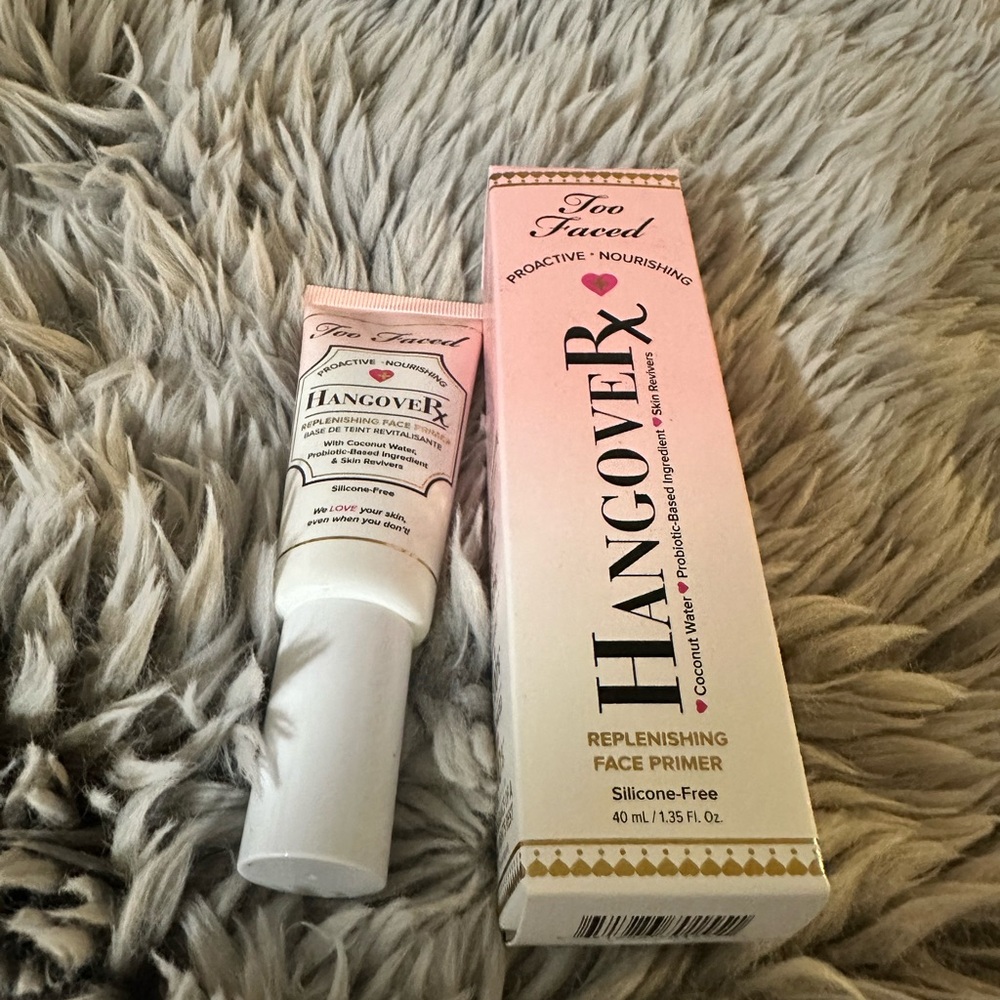 Too Faced
PROACTIVE · NOURISHING
HANGOVERx
REPLENISHING FACE PRIMER
BASE DE TEINT REVITALISANTE
With Coconut Water,
Probiotic-Based Ingredient
& Skin Revivers
Silicone-Free
We LOVE your skin,
even when you don't!
Too
Faced
PROACTIVE · NOURISHING
HANGOVERx
Coconut Water Probiotic-Based Ingredient Skin Revivers
REPLENISHING
FACE PRIMER
Silicone-Free
40 mL / 1.35 Fl. Oz.